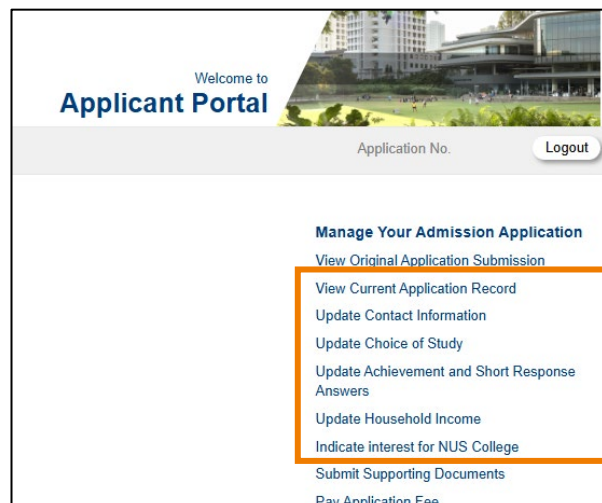 Welcome to
Applicant Portal
Application No.
Logout
Manage Your Admission Application
View Original Application Submission
View Current Application Record
Update Contact Information
Update Choice of Study
Update Achievement and Short Response
Answers
Update Household Income
Indicate interest for NUS College
Submit Supporting Documents
Pay Application Fee